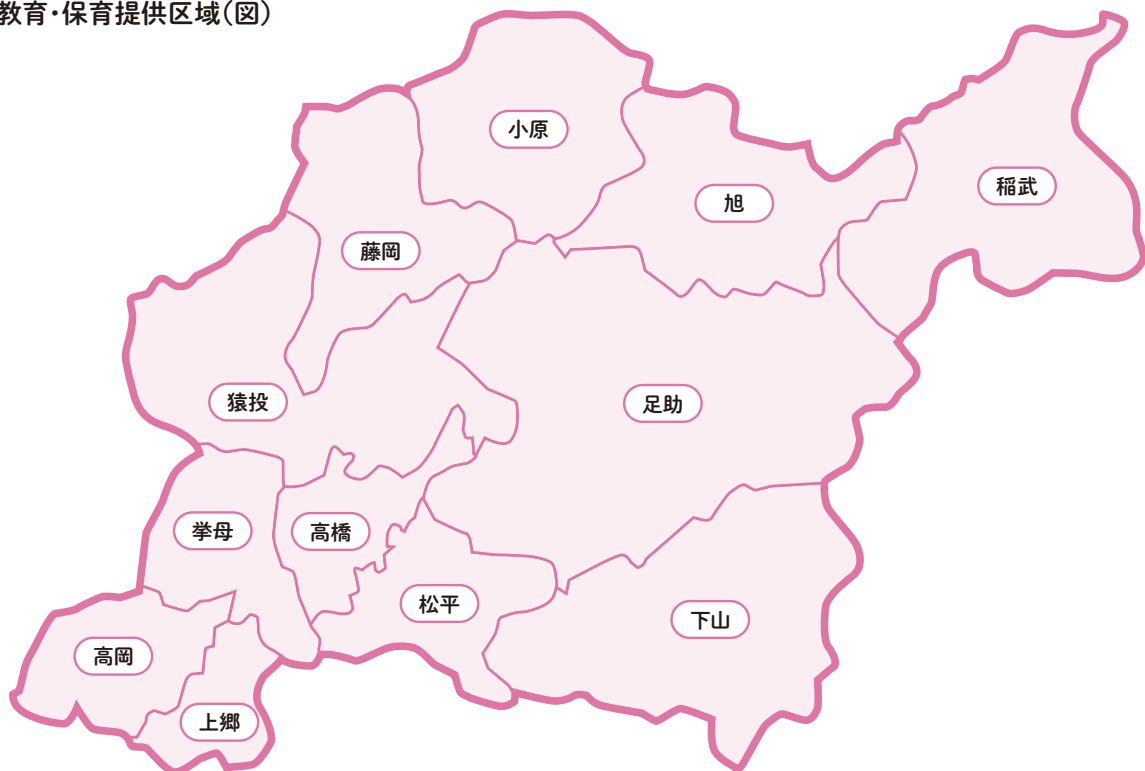 教育・保育提供区域(図)
小原
旭
稲武
藤岡
猿投
足助
挙母
高橋
松平
下山
高岡
上郷